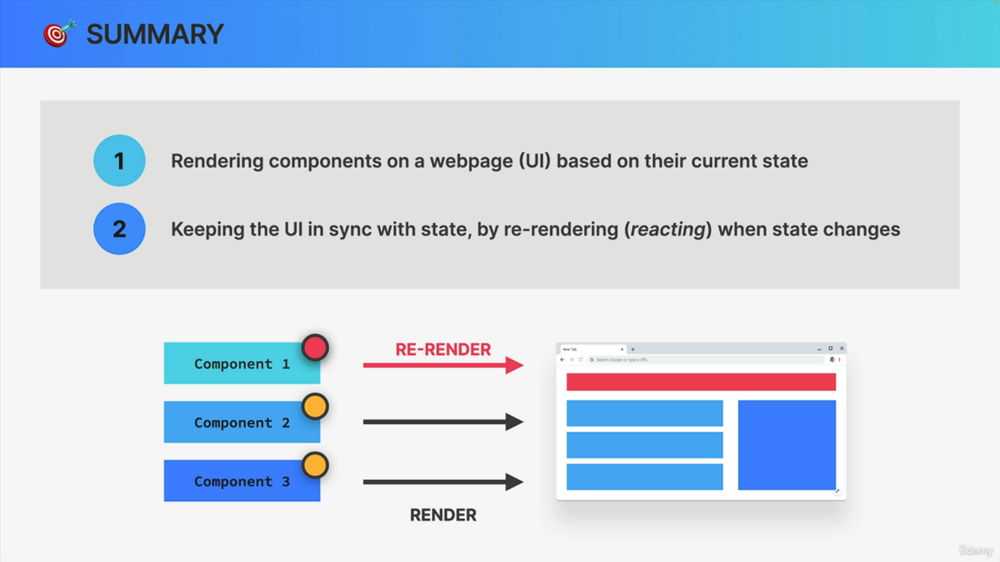 SUMMARY
1 Rendering components on a webpage (UI) based on their current state
2 Keeping the UI in sync with state, by re-rendering (reacting) when state changes
Component 1
RE-RENDER
Component 2
Component 3
RENDER
New Tab
Search Google or type a URL
ûdemy